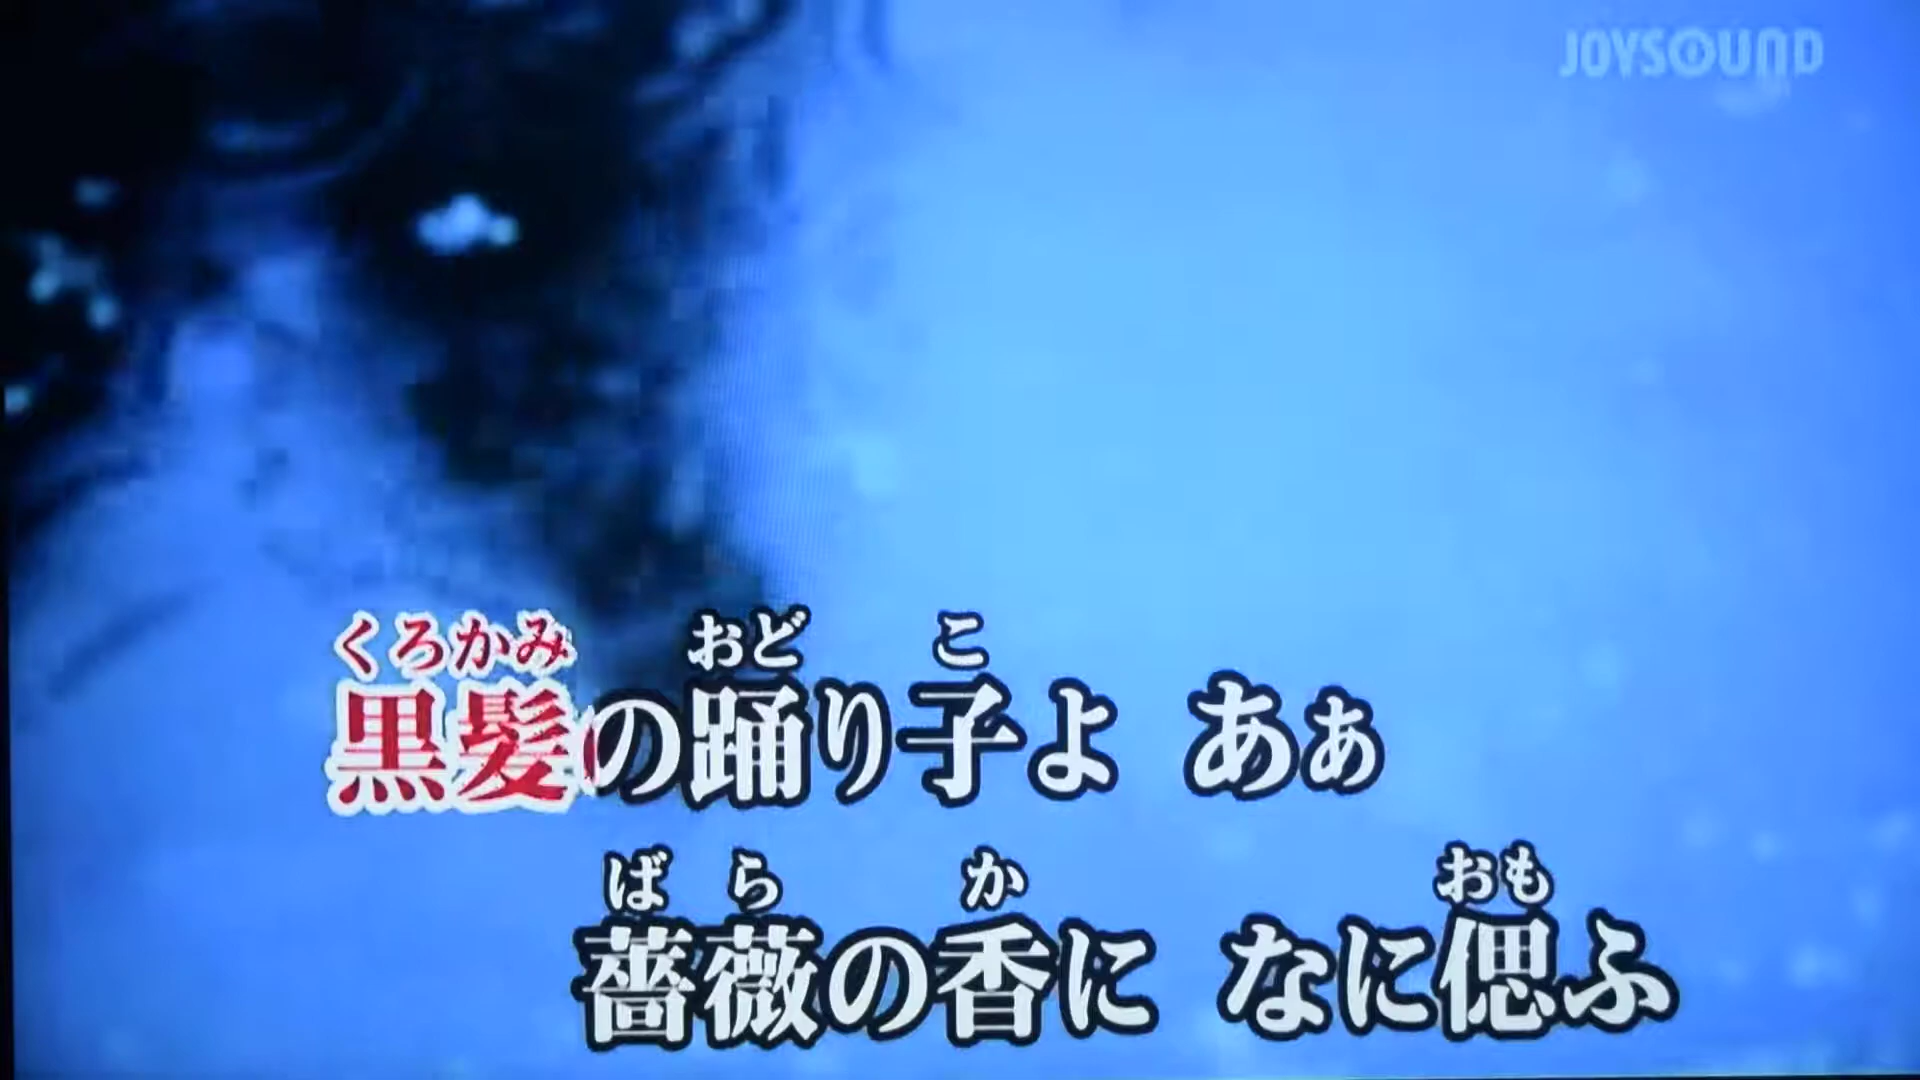 JOYSOUND
くろかみ おど こ
黒髪の踊り子よ あぁ
ばら か おも
薔薇の香に なに偲ふ